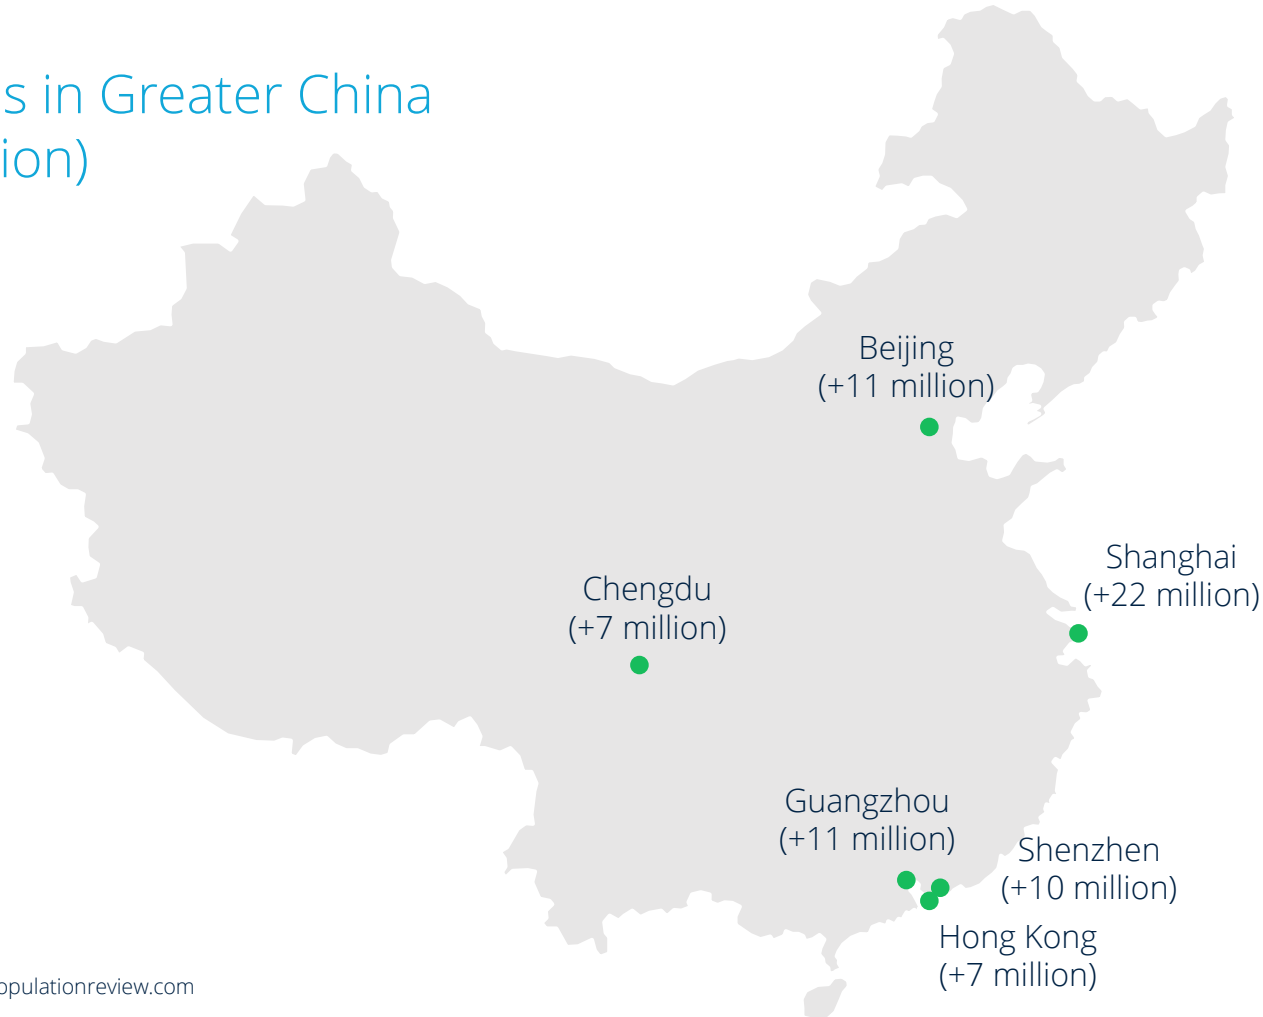 s in Greater China
ion)
Beijing
(+11 million)
Shanghai
(+22 million)
Chengdu
(+7 million)
Guangzhou
(+11 million)
Shenzhen
(+10 million)
Hong Kong
(+7 million)
opulationreview.com